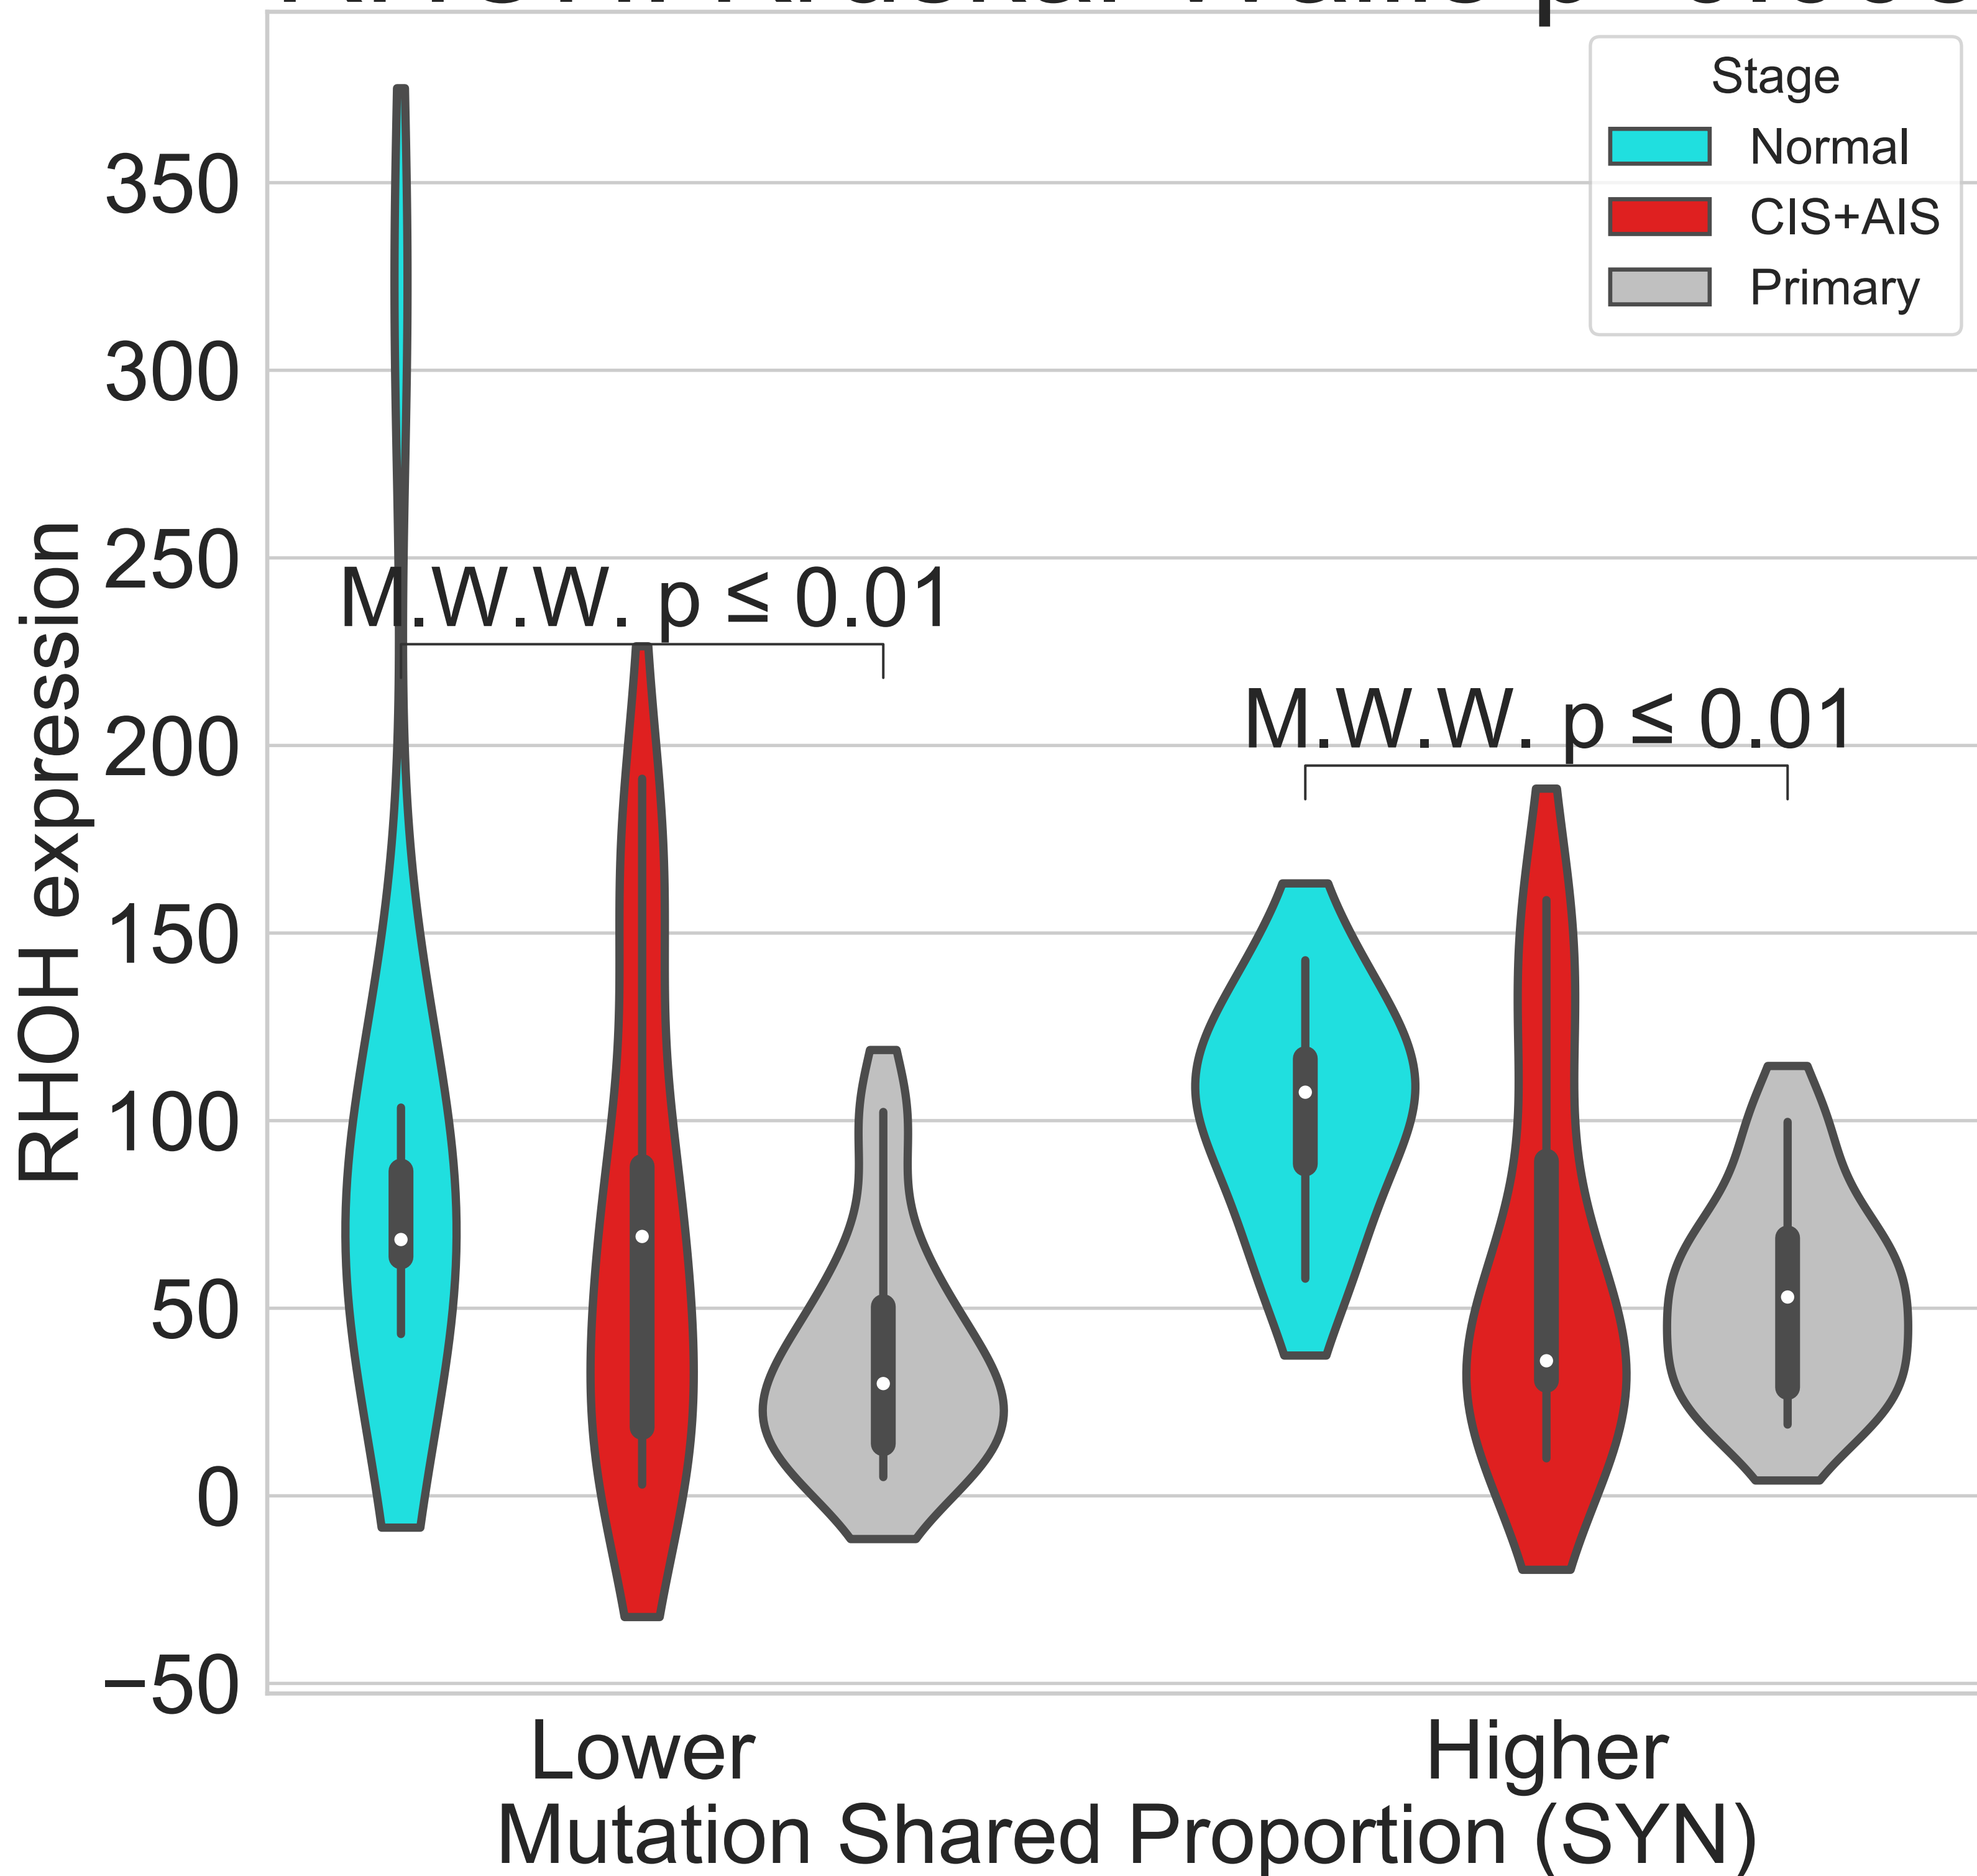 Stage
Normal
CIS+AIS
Primary
350
300
250
200
150
100
50
0
−50
RHOH expression
M.W.W. p ≤ 0.01
M.W.W. p ≤ 0.01
Lower
Higher
Mutation Shared Proportion (SYN)